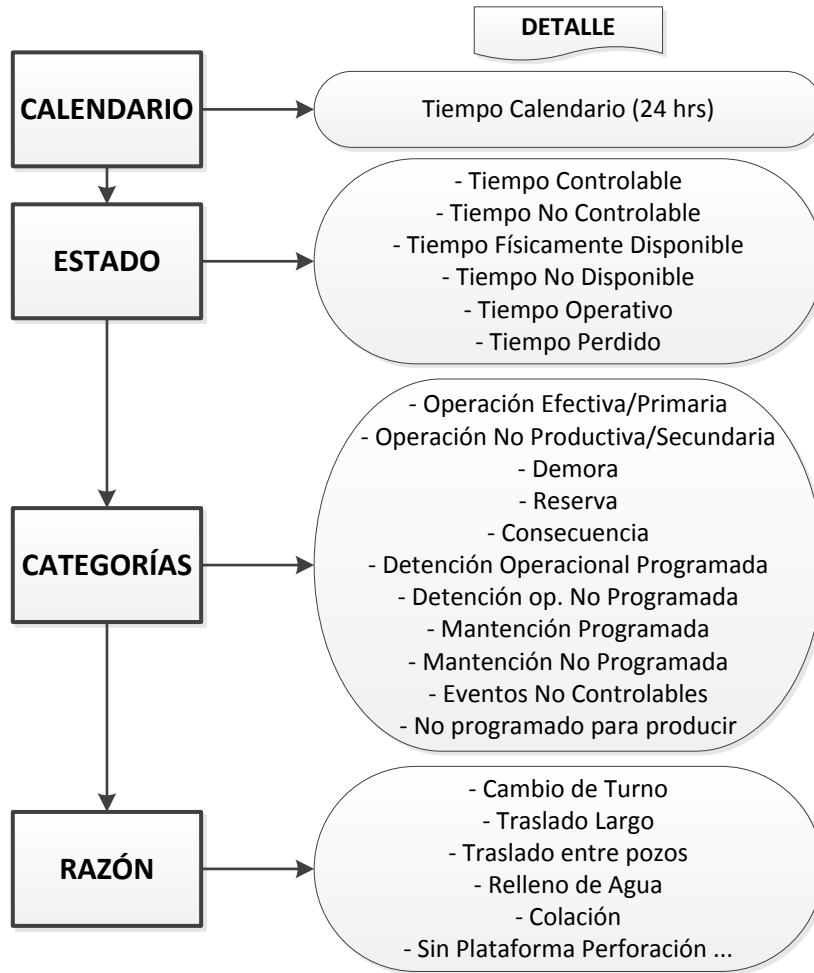 DETALLE
CALENDARIO
Tiempo Calendario (24 hrs)
ESTADO
- Tiempo Controlable
- Tiempo No Controlable
- Tiempo Físicamente Disponible
- Tiempo No Disponible
- Tiempo Operativo
- Tiempo Perdido
CATEGORÍAS
- Operación Efectiva/Primaria
- Operación No Productiva/Secundaria
- Demora
- Reserva
- Consecuencia
- Detención Operacional Programada
- Detención op. No Programada
- Mantención Programada
- Mantención No Programada
- Eventos No Controlables
- No programado para producir
RAZÓN
- Cambio de Turno
- Traslado Largo
- Traslado entre pozos
- Relleno de Agua
- Colación
- Sin Plataforma Perforación ...